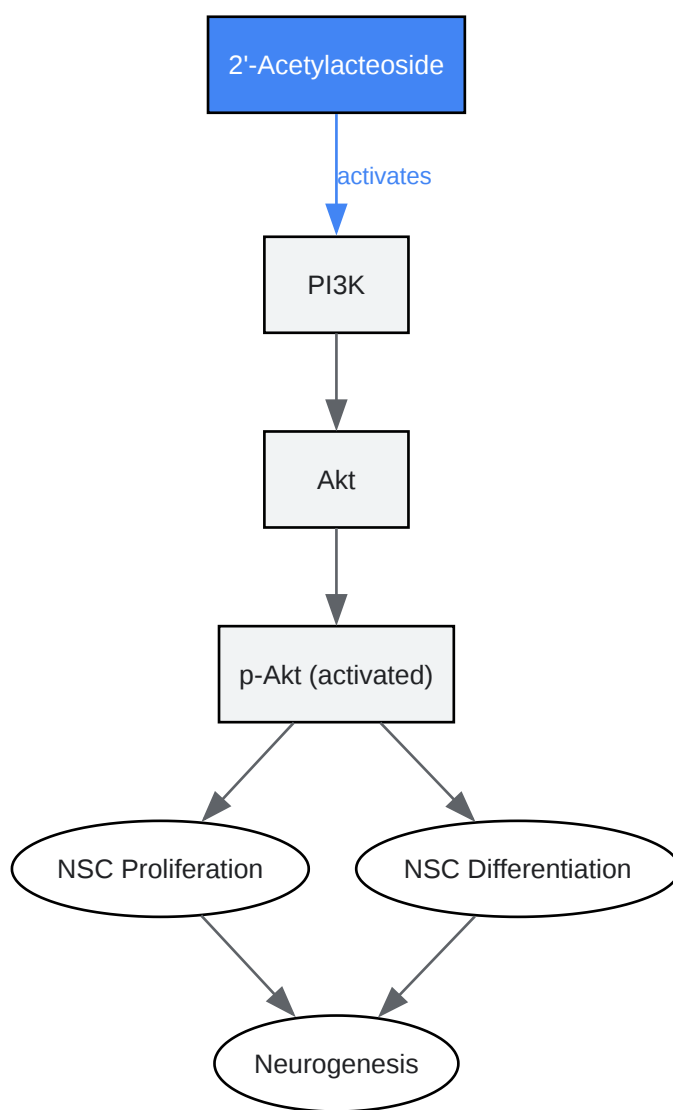 2'-Acetylacteoside
activates
PI3K
Akt
p-Akt (activated)
NSC Proliferation
NSC Differentiation
Neurogenesis